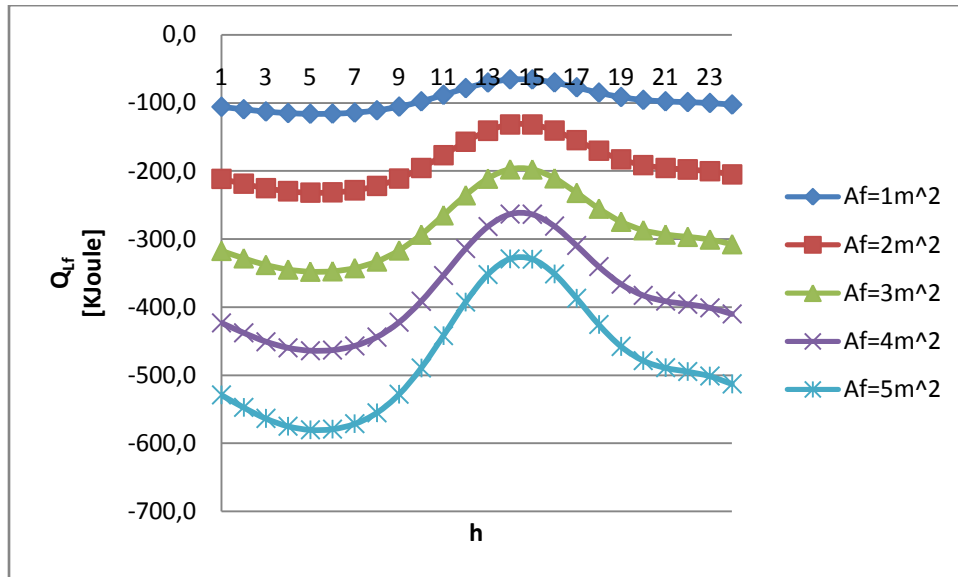 0,0
-100,0
-200,0
-300,0
-400,0
-500,0
-600,0
-700,0
1 3 5 7 9 11 13 15 17 19 21 23
Q_Lf
[KJoule]
h
Af=1m^2
Af=2m^2
Af=3m^2
Af=4m^2
Af=5m^2